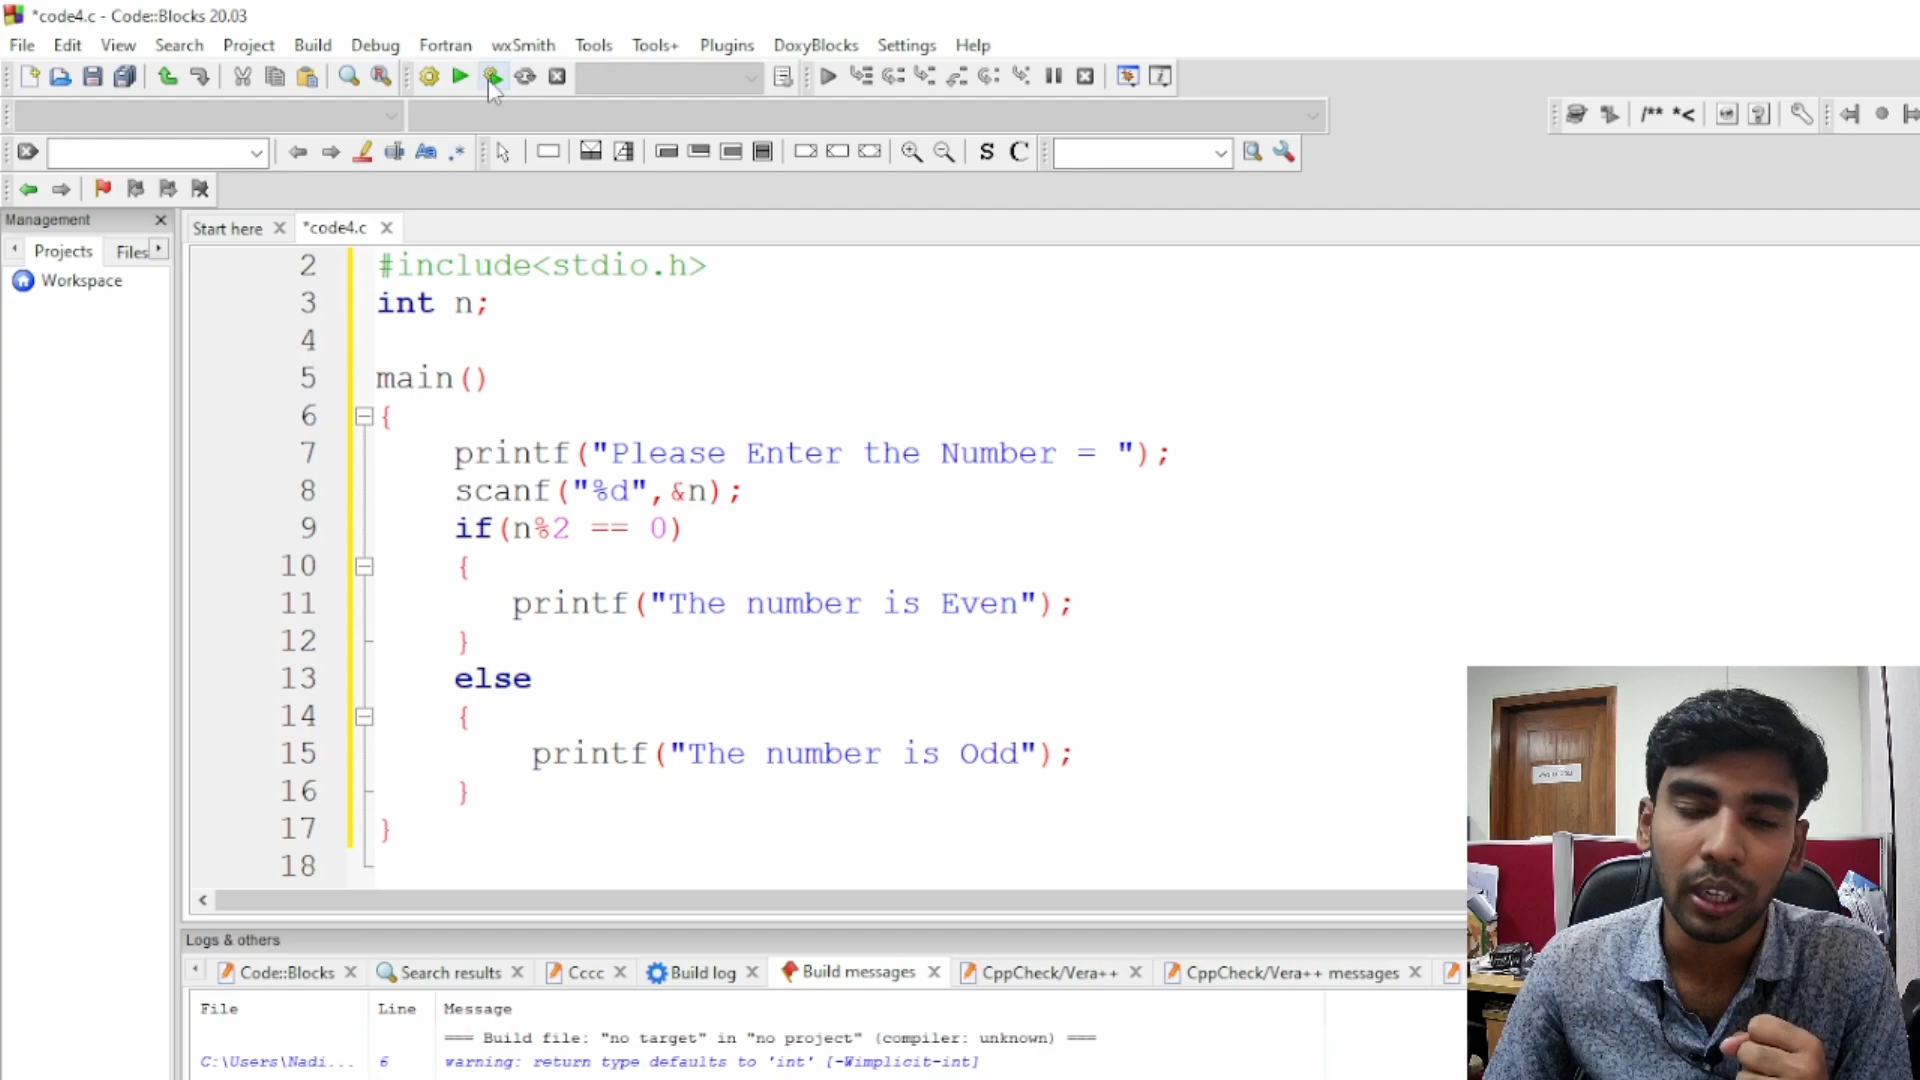 *code4.c - Code::Blocks 20.03
File Edit View Search Project Build Debug Fortran wxSmith Tools Tools+ Plugins DoxyBlocks Settings Help
/** *<
S C
Management
Projects Files
Workspace
Start here *code4.c
2 #include<stdio.h>
3 int n;
4
5 main()
6 {
7 printf("Please Enter the Number = ");
8 scanf("%d",&n);
9 if(n%2 == 0)
10 {
11 printf("The number is Even");
12 }
13 else
14 {
15 printf("The number is Odd");
16 }
17 }
18
Logs & others
Code::Blocks Search results Cccc Build log Build messages CppCheck/Vera++ CppCheck/Vera++ messages
File Line Message
=== Build file: "no target" in "no project" (compiler: unknown) ===
C:\Users\Nadi... 6 warning: return type defaults to 'int' [-Wimplicit-int]